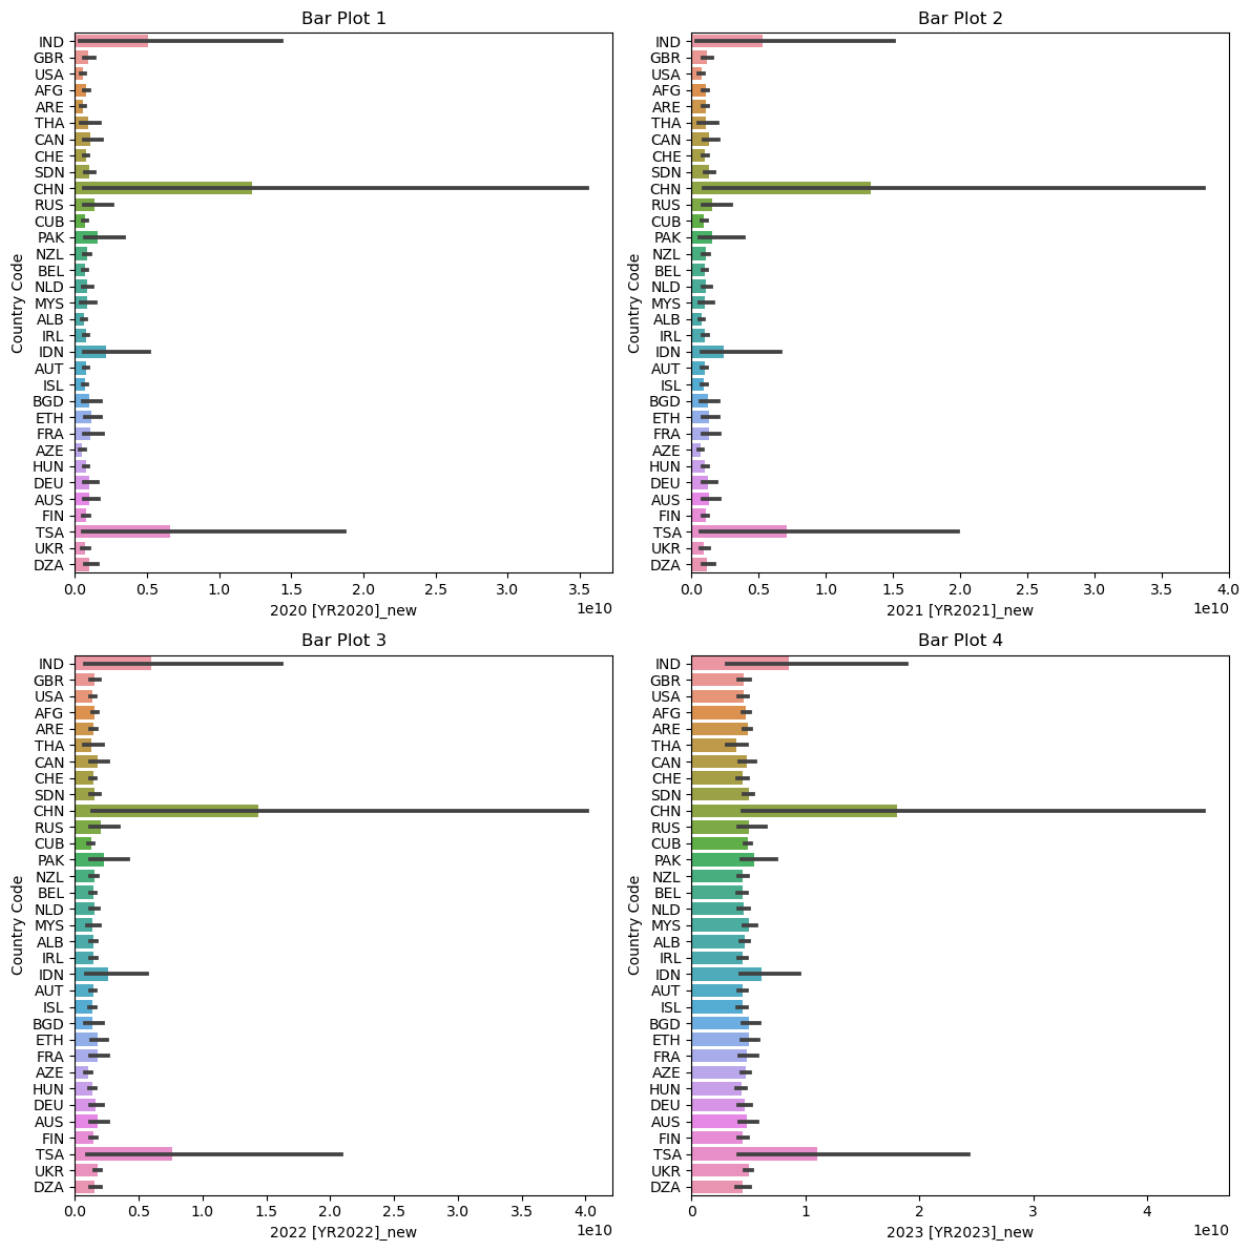 Bar Plot 1
IND
GBR
USA
AFG
ARE
THA
CAN
CHE
SDN
CHN
RUS
CUB
PAK
NZL
BEL
NLD
MYS
ALB
IRL
IDN
AUT
ISL
BGD
ETH
FRA
AZE
HUN
DEU
AUS
FIN
TSA
UKR
DZA
Country Code
0.0 0.5 1.0 1.5 2.0 2.5 3.0 3.5
1e10
2020 [YR2020]_new
Bar Plot 2
IND
GBR
USA
AFG
ARE
THA
CAN
CHE
SDN
CHN
RUS
CUB
PAK
NZL
BEL
NLD
MYS
ALB
IRL
IDN
AUT
ISL
BGD
ETH
FRA
AZE
HUN
DEU
AUS
FIN
TSA
UKR
DZA
Country Code
0.0 0.5 1.0 1.5 2.0 2.5 3.0 3.5 4.0
1e10
2021 [YR2021]_new
Bar Plot 3
IND
GBR
USA
AFG
ARE
THA
CAN
CHE
SDN
CHN
RUS
CUB
PAK
NZL
BEL
NLD
MYS
ALB
IRL
IDN
AUT
ISL
BGD
ETH
FRA
AZE
HUN
DEU
AUS
FIN
TSA
UKR
DZA
Country Code
0.0 0.5 1.0 1.5 2.0 2.5 3.0 3.5 4.0
1e10
2022 [YR2022]_new
Bar Plot 4
IND
GBR
USA
AFG
ARE
THA
CAN
CHE
SDN
CHN
RUS
CUB
PAK
NZL
BEL
NLD
MYS
ALB
IRL
IDN
AUT
ISL
BGD
ETH
FRA
AZE
HUN
DEU
AUS
FIN
TSA
UKR
DZA
Country Code
0 1 2 3 4
1e10
2023 [YR2023]_new